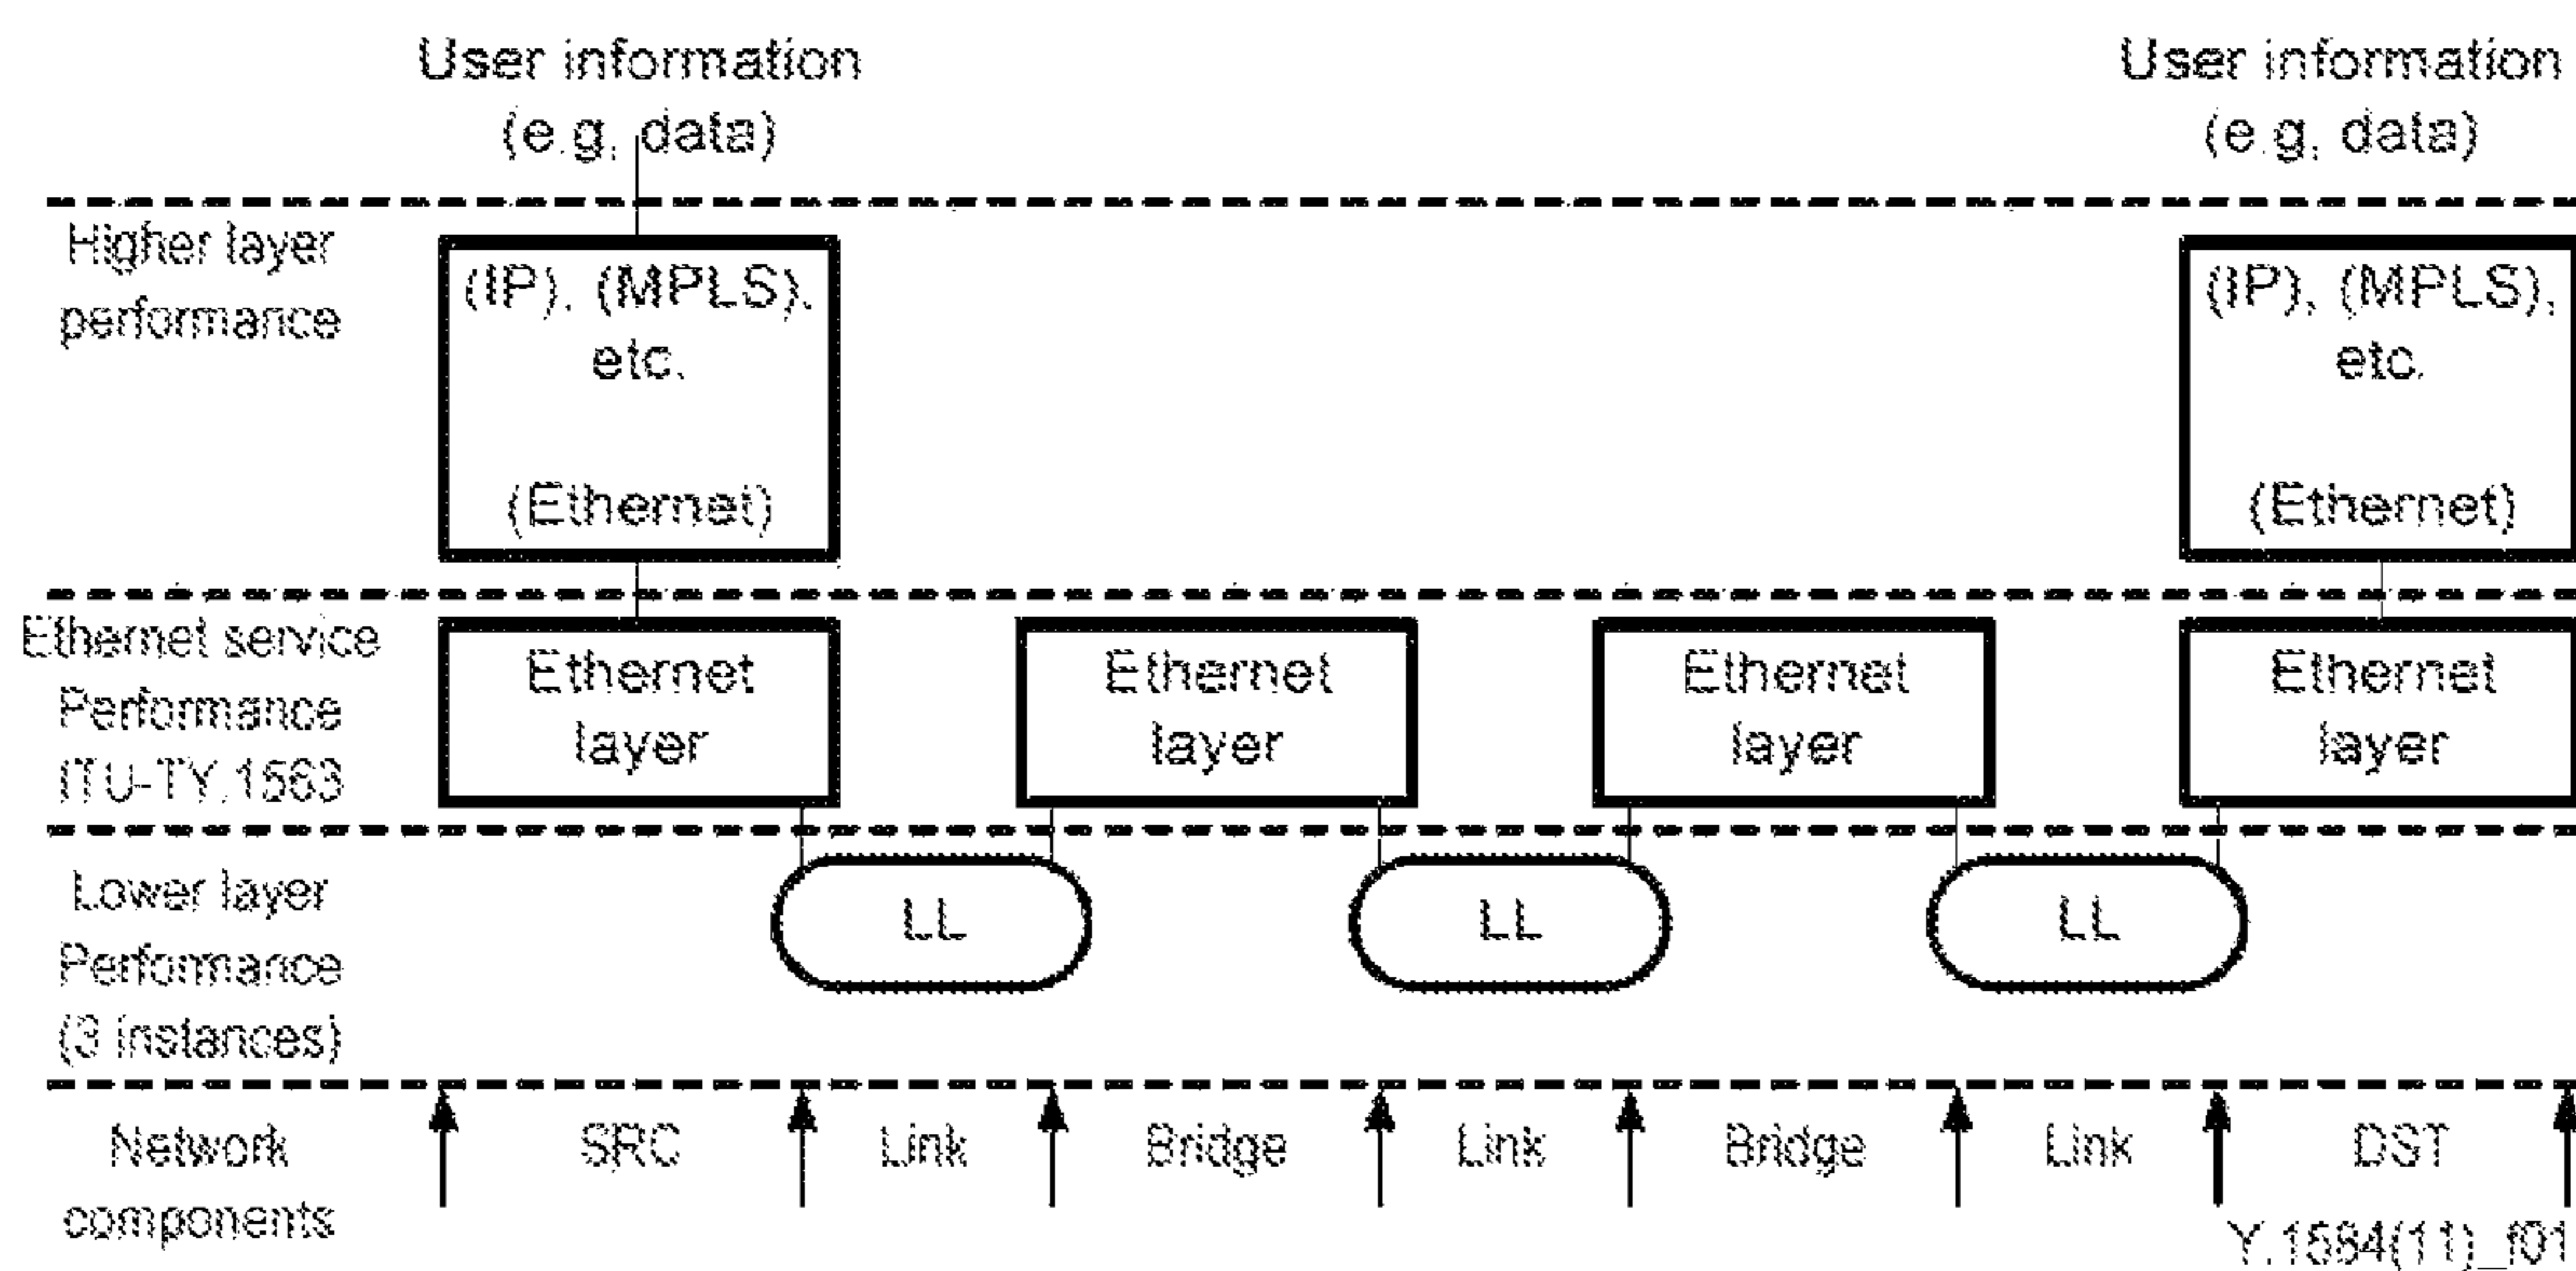 User information
(e.g, data)
User information
(e.g, data)
Higher layer
performance
(IP), (MPLS),
etc.
(Ethernet)
(IP), (MPLS),
etc.
(Ethernet)
Ethernet service
Performance
ITU-TY.1563
Ethernet
layer
Ethernet
layer
Ethernet
layer
Ethernet
layer
Lower layer
Performance
(3 instances)
LL
LL
LL
Network
components
SRC
Link
Bridge
Link
Bridge
Link
DST
Y.1564(11)_f01